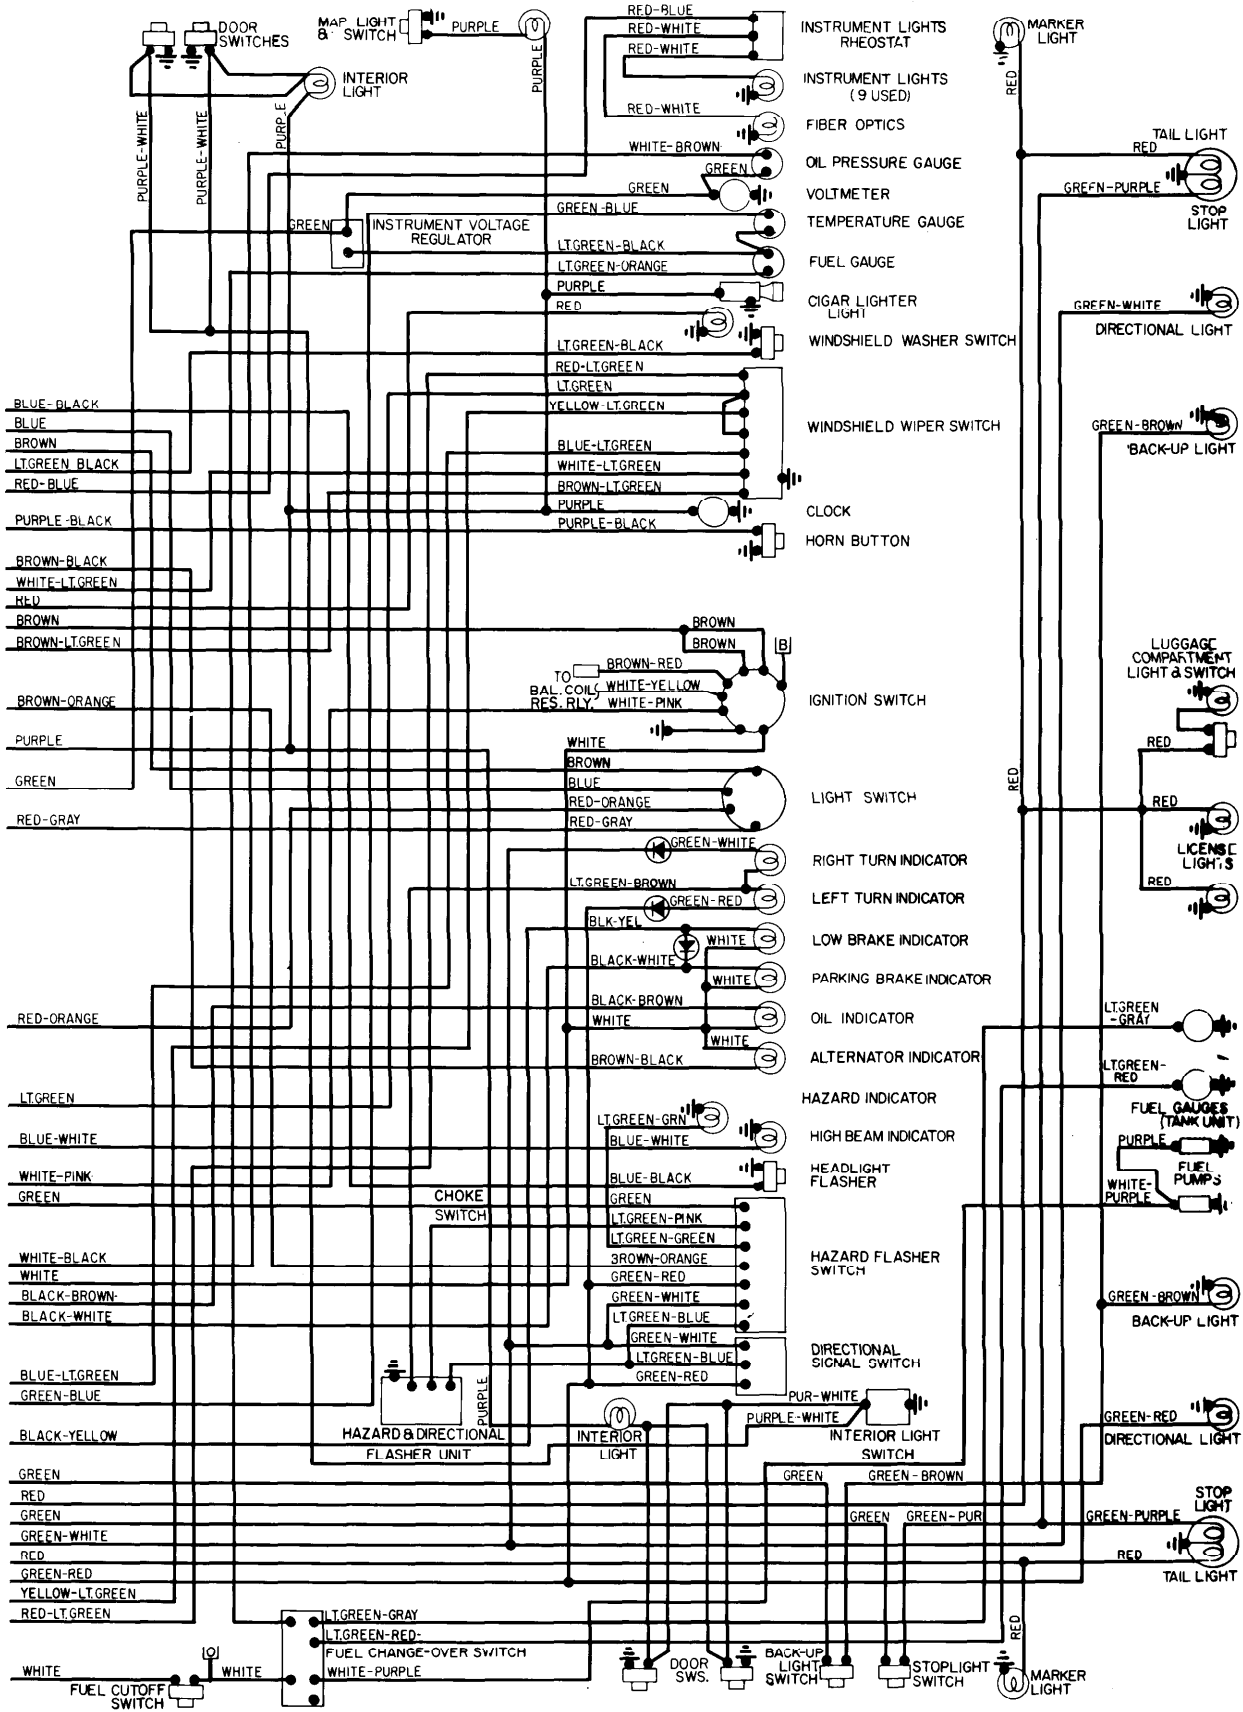 DOOR
SWITCHES
MAP LIGHT
& SWITCH
PURPLE
PURPLE
INTERIOR
LIGHT
PURPLE-WHITE
PURPLE-WHITE
RED-BLUE
RED-WHITE
RED-WHITE
RED-WHITE
INSTRUMENT LIGHTS
RHEOSTAT
INSTRUMENT LIGHTS
(9 USED)
FIBER OPTICS
WHITE-BROWN
OIL PRESSURE GAUGE
GREEN
GREEN
VOLTMETER
GREEN-BLUE
TEMPERATURE GAUGE
GREEN
INSTRUMENT VOLTAGE
REGULATOR
LT.GREEN-BLACK
LT.GREEN-ORANGE
FUEL GAUGE
PURPLE
CIGAR LIGHTER
LIGHT
RED
LT.GREEN-BLACK
WINDSHIELD WASHER SWITCH
RED-LT.GREEN
LT.GREEN
YELLOW-LT.GREEN
BLUE-LT.GREEN
WHITE-LT.GREEN
BROWN-LT.GREEN
WINDSHIELD WIPER SWITCH
PURPLE
CLOCK
PURPLE-BLACK
HORN BUTTON
MARKER
LIGHT
RED
TAIL LIGHT
RED
GREEN-PURPLE
STOP
LIGHT
GREEN-WHITE
DIRECTIONAL LIGHT
GREEN-BROWN
BACK-UP LIGHT
BLUE-BLACK
BLUE
BROWN
LT.GREEN BLACK
RED-BLUE
PURPLE-BLACK
BROWN-BLACK
WHITE-LT.GREEN
RED
BROWN
BROWN-LT.GREEN
BROWN-ORANGE
PURPLE
GREEN
RED-GRAY
BROWN
BROWN
B
TO
BAL. COIL
RES. RLY.
BROWN-RED
WHITE-YELLOW
WHITE-PINK
IGNITION SWITCH
WHITE
BROWN
BLUE
RED-ORANGE
RED-GRAY
LIGHT SWITCH
LUGGAGE
COMPARTMENT
LIGHT & SWITCH
RED
RED
RED
LICENSE
LIGHTS
RED
GREEN-WHITE
RIGHT TURN INDICATOR
LT.GREEN-BROWN
GREEN-RED
LEFT TURN INDICATOR
BLK-YEL
WHITE
LOW BRAKE INDICATOR
BLACK-WHITE
WHITE
PARKING BRAKE INDICATOR
BLACK-BROWN
WHITE
OIL INDICATOR
WHITE
BROWN-BLACK
ALTERNATOR INDICATOR
RED-ORANGE
LT.GREEN
BLUE-WHITE
WHITE-PINK
GREEN
HAZARD INDICATOR
LT.GREEN-GRN
BLUE-WHITE
HIGH BEAM INDICATOR
BLUE-BLACK
HEADLIGHT
FLASHER
LT.GREEN
-GRAY
LT.GREEN-
RED
FUEL GAUGES
(TANK UNIT)
PURPLE
FUEL
PUMPS
WHITE-
PURPLE
CHOKE
SWITCH
GREEN
LT.GREEN-PINK
LT.GREEN-GREEN
BROWN-ORANGE
GREEN-RED
GREEN-WHITE
LT.GREEN-BLUE
HAZARD FLASHER
SWITCH
GREEN-WHITE
LT.GREEN-BLUE
GREEN-RED
DIRECTIONAL
SIGNAL SWITCH
WHITE-BLACK
WHITE
BLACK-BROWN-
BLACK-WHITE
BLUE-LT.GREEN
GREEN-BLUE
BLACK-YELLOW
GREEN-BROWN
BACK-UP LIGHT
PURPLE
HAZARD & DIRECTIONAL
FLASHER UNIT
INTERIOR
LIGHT
PUR-WHITE
PURPLE-WHITE
INTERIOR LIGHT
SWITCH
GREEN-RED
DIRECTIONAL LIGHT
GREEN
RED
GREEN
GREEN-WHITE
RED
GREEN-RED
YELLOW-LT.GREEN
RED-LT.GREEN
GREEN
GREEN-BROWN
GREEN
GREEN-PUR
STOP
LIGHT
GREEN-PURPLE
RED
TAIL LIGHT
LT.GREEN-GRAY
LT.GREEN-RED-
FUEL CHANGE-OVER SWITCH
WHITE-PURPLE
WHITE
WHITE
FUEL CUTOFF
SWITCH
DOOR
SWS.
BACK-UP
LIGHT
SWITCH
STOPLIGHT
SWITCH
RED
MARKER
LIGHT